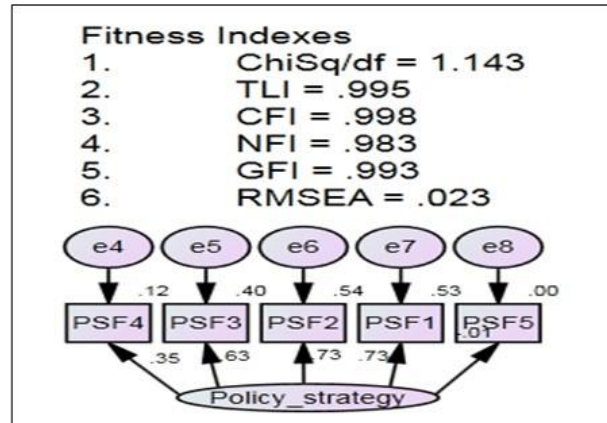 Fitness Indexes
1. ChiSq/df = 1.143
2. TLI = .995
3. CFI = .998
4. NFI = .983
5. GFI = .993
6. RMSEA = .023
e4 e5 e6 e7 e8
.12 .40 .54 .53 .00
PSF4 PSF3 PSF2 PSF1 PSF5
.35 .63 .73 .73 -.01
Policy_strategy